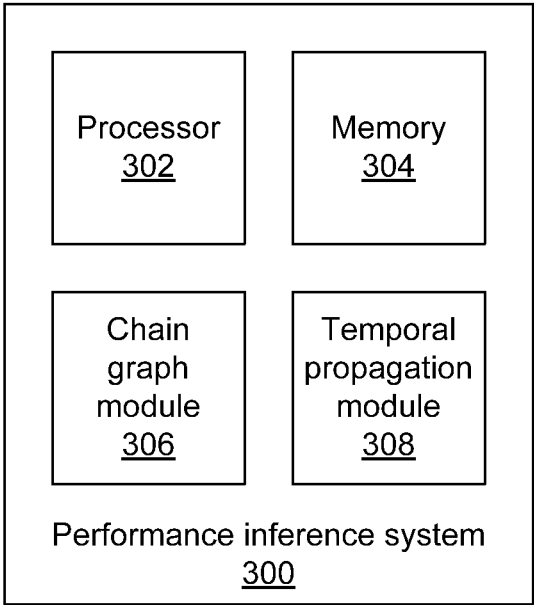 Processor
302
Memory
304
Chain
graph
module
306
Temporal
propagation
module
308
Performance inference system
300